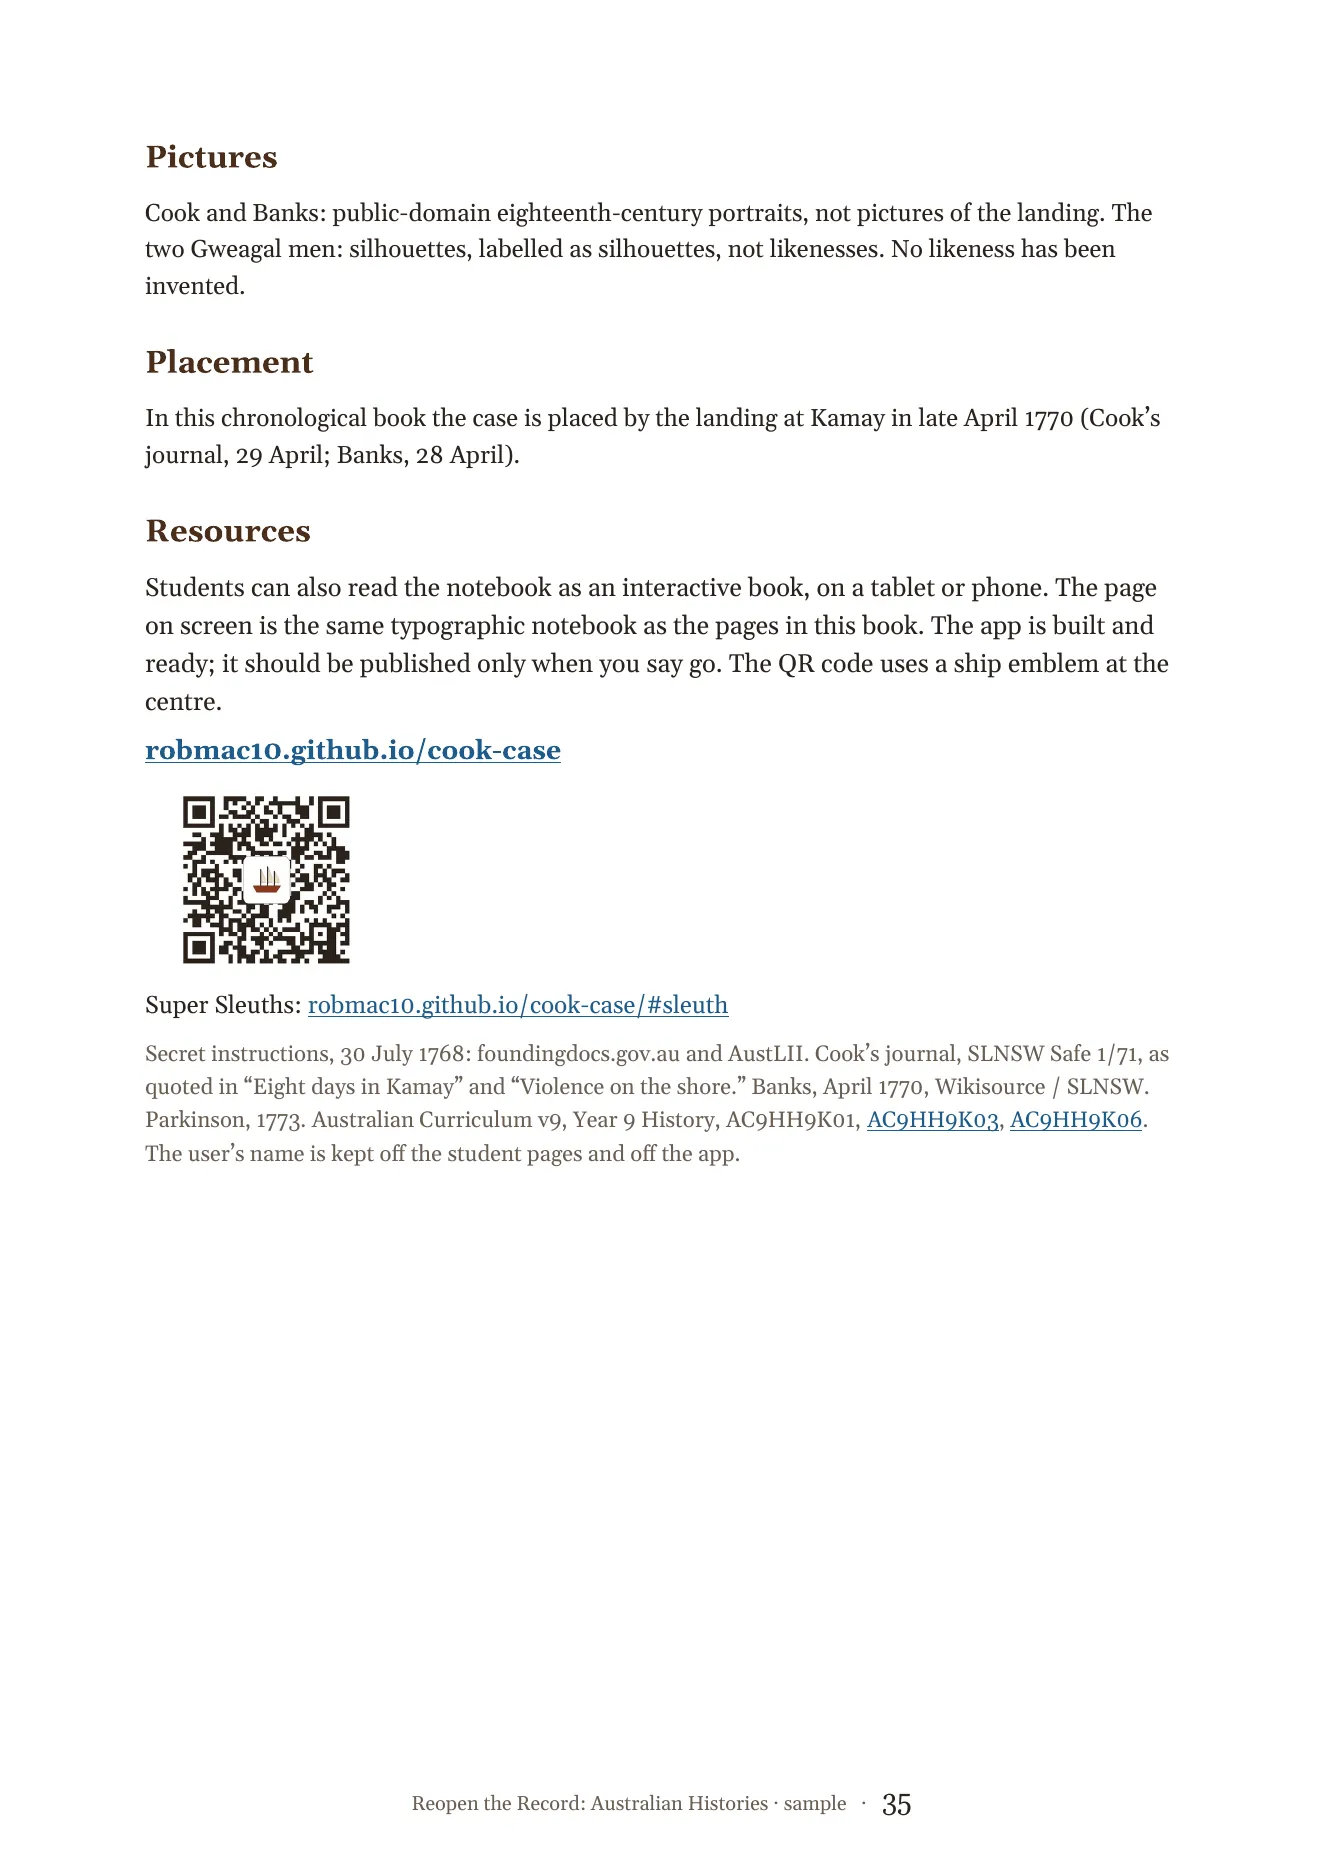 Pictures
Cook and Banks: public-domain eighteenth-century portraits, not pictures of the landing. The
two Gweagal men: silhouettes, labelled as silhouettes, not likenesses. No likeness has been
invented.
Placement
In this chronological book the case is placed by the landing at Kamay in late April 1770 (Cook’s
journal, 29 April; Banks, 28 April).
Resources
Students can also read the notebook as an interactive book, on a tablet or phone. The page
on screen is the same typographic notebook as the pages in this book. The app is built and
ready; it should be published only when you say go. The QR code uses a ship emblem at the
centre.
robmac10.github.io/cook-case
Super Sleuths: robmac10.github.io/cook-case/#sleuth
Secret instructions, 30 July 1768: foundingdocs.gov.au and AustLII. Cook’s journal, SLNSW Safe 1/71, as
quoted in “Eight days in Kamay” and “Violence on the shore.” Banks, April 1770, Wikisource / SLNSW.
Parkinson, 1773. Australian Curriculum v9, Year 9 History, AC9HH9K01, AC9HH9K03, AC9HH9K06.
The user’s name is kept off the student pages and off the app.
Reopen the Record: Australian Histories · sample · 35